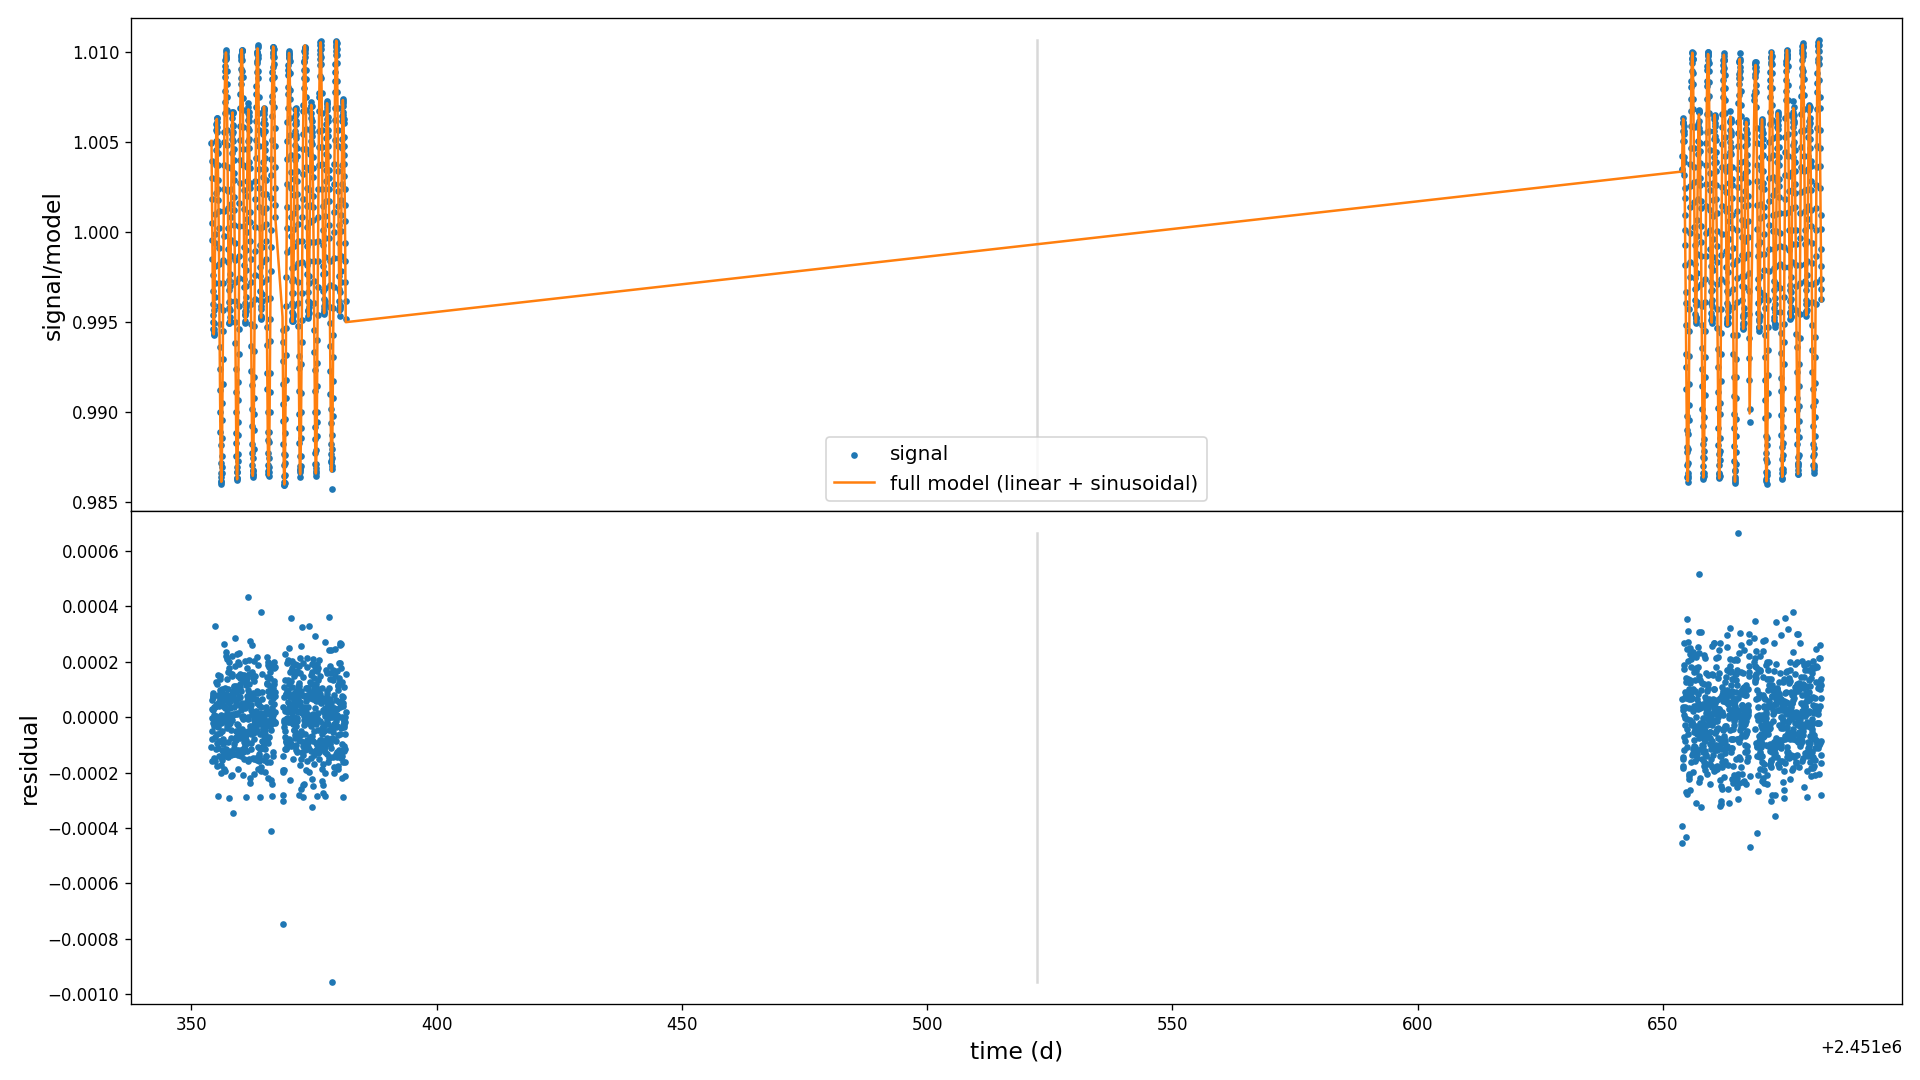 1.010
1.005
1.000
0.995
0.990
0.985
signal/model
signal
full model (linear + sinusoidal)
0.0006
0.0004
0.0002
0.0000
−0.0002
−0.0004
−0.0006
−0.0008
−0.0010
residual
350 400 450 500 550 600 650
time (d)
+2.451e6